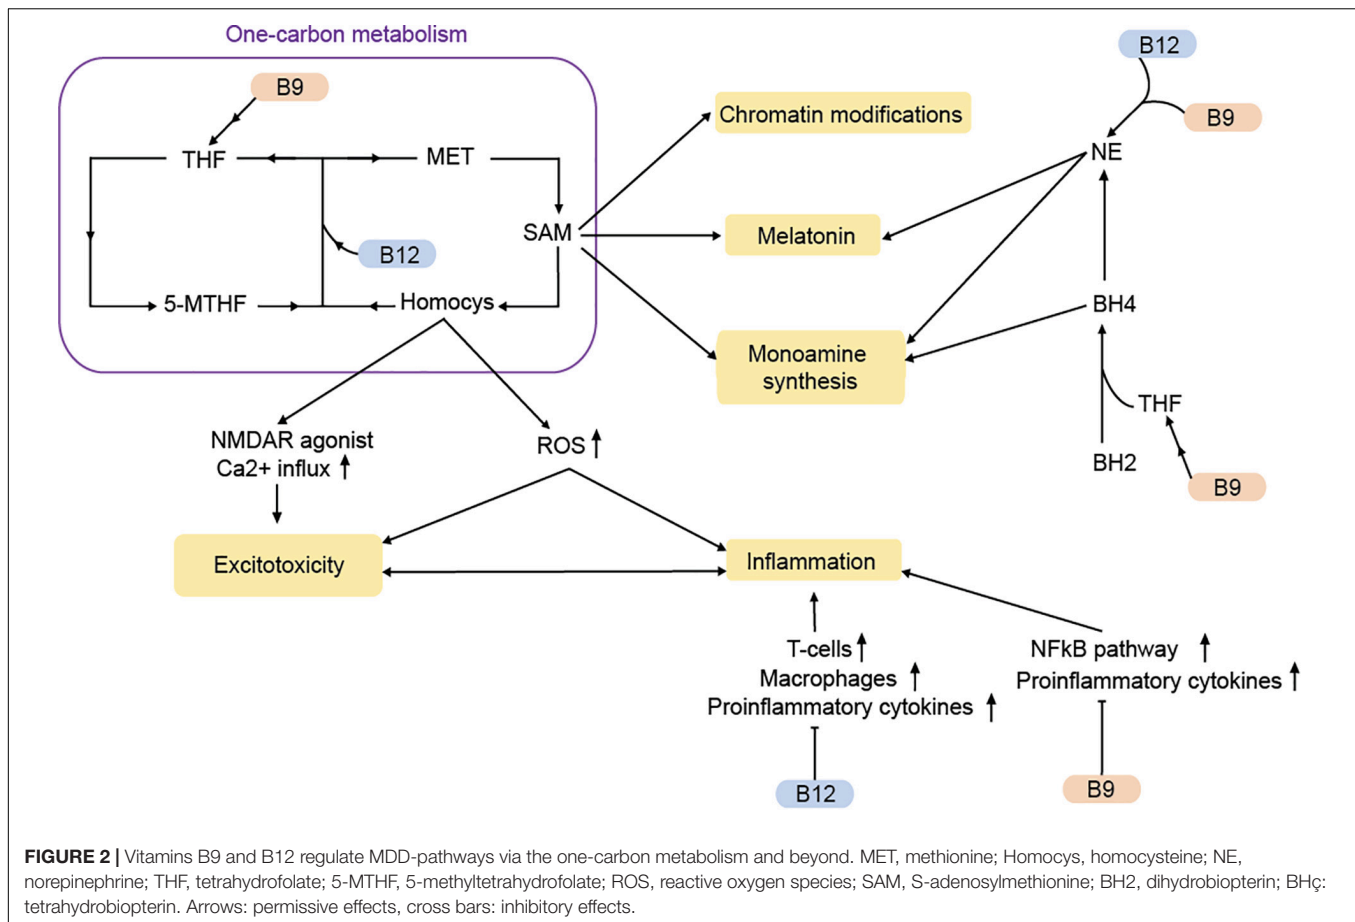 One-carbon metabolism
B9
THF
MET
B12
SAM
5-MTHF
Homocys
Chromatin modifications
Melatonin
Monoamine
synthesis
B12
B9
NE
BH4
THF
BH2
B9
NMDAR agonist
Ca2+ influx
ROS
Excitotoxicity
Inflammation
T-cells
Macrophages
Proinflammatory cytokines
NFkB pathway
Proinflammatory cytokines
B12
B9
FIGURE 2 | Vitamins B9 and B12 regulate MDD-pathways via the one-carbon metabolism and beyond. MET, methionine; Homocys, homocysteine; NE,
norepinephrine; THF, tetrahydrofolate; 5-MTHF, 5-methyltetrahydrofolate; ROS, reactive oxygen species; SAM, S-adenosylmethionine; BH2, dihydrobiopterin; BHç:
tetrahydrobiopterin. Arrows: permissive effects, cross bars: inhibitory effects.